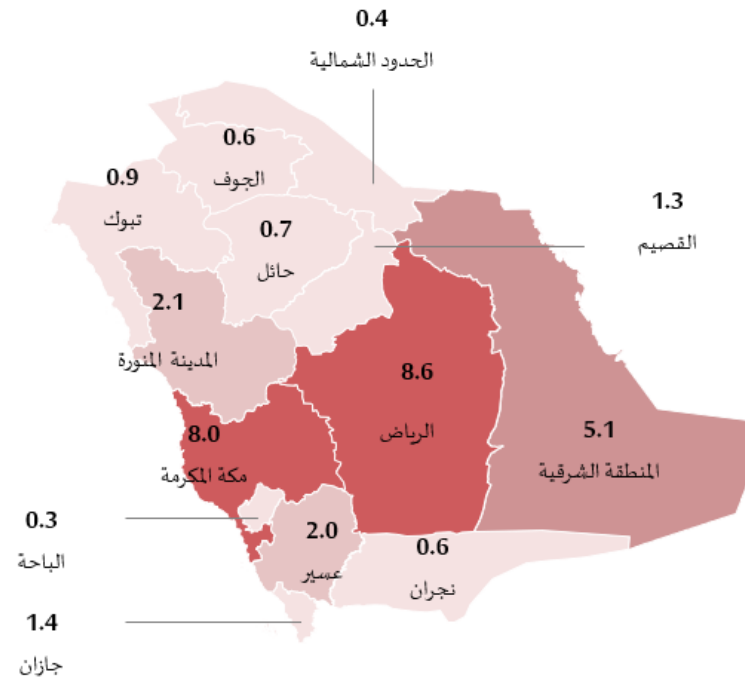 0.4
الحدود الشمالية
0.6
الجوف
0.9
تبوك
1.3
القصيم
0.7
حائل
2.1
المدينة المنورة
8.6
الرياض
5.1
المنطقة الشرقية
8.0
مكة المكرمة
0.3
الباحة
2.0
عسير
0.6
نجران
1.4
جازان